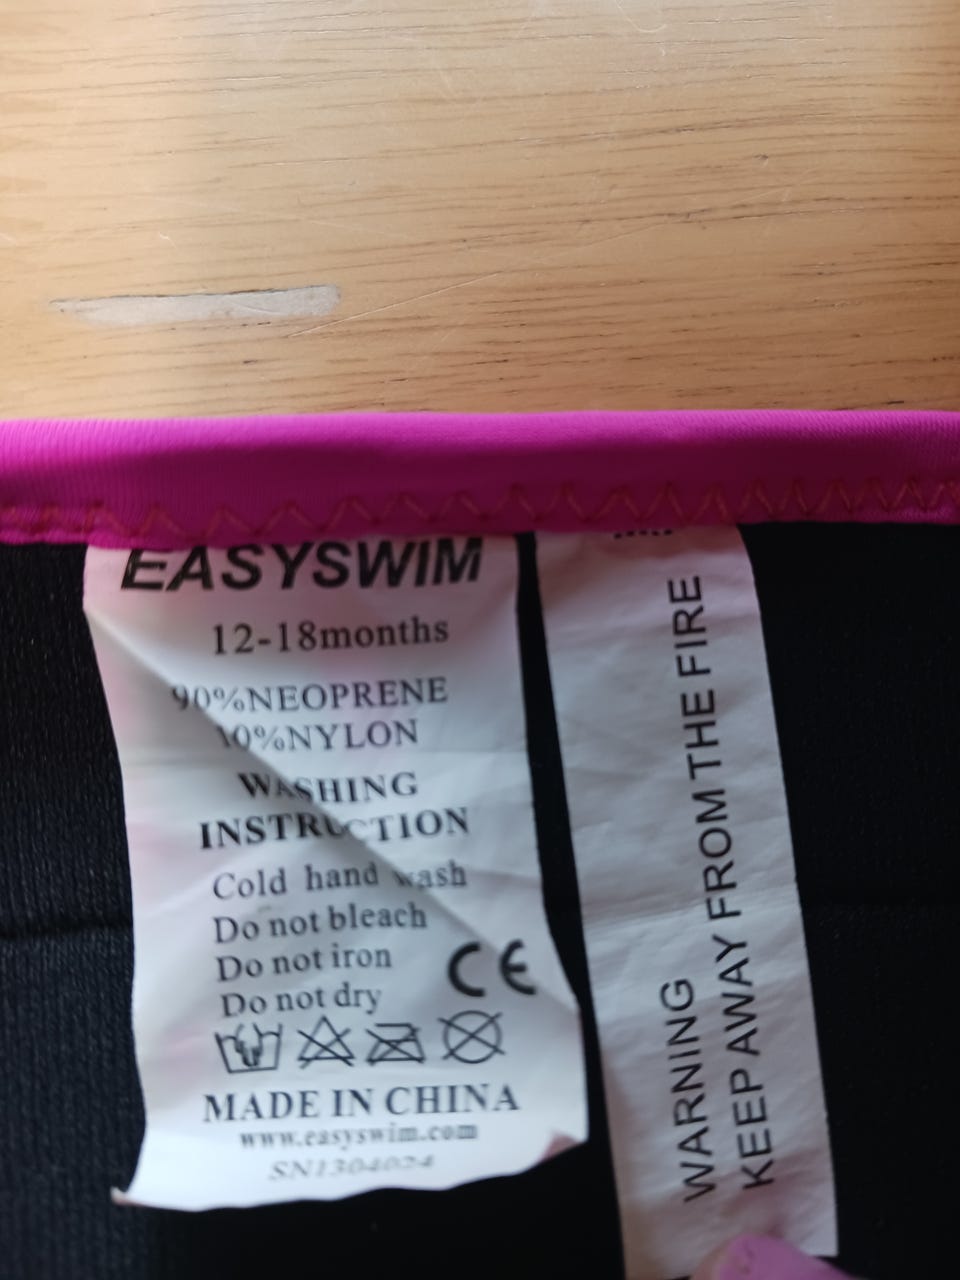 EASYSWIM
12-18months
90%NEOPRENE
10%NYLON
WASHING
INSTRUCTION
Cold hand wash
Do not bleach
Do not iron
Do not dry
CE
MADE IN CHINA
www.easyswim.com
SN1304024
WARNING
KEEP AWAY FROM THE FIRE